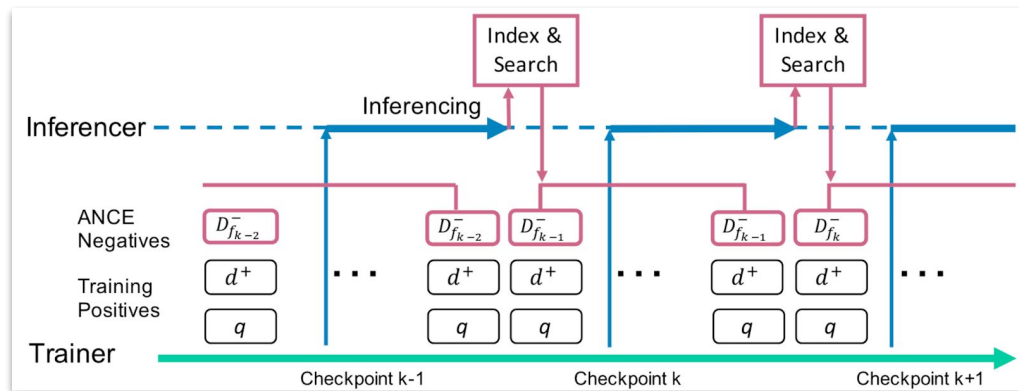 Index &
Search
Index &
Search
Inferencing
Inferencer
ANCE
Negatives
D⁻_{f_{k-2}} D⁻_{f_{k-2}} D⁻_{f_{k-1}} D⁻_{f_{k-1}} D⁻_{f_k}
Training
Positives
d⁺ ... d⁺ d⁺ ... d⁺ d⁺ ...
q q q q q
Trainer
Checkpoint k-1 Checkpoint k Checkpoint k+1